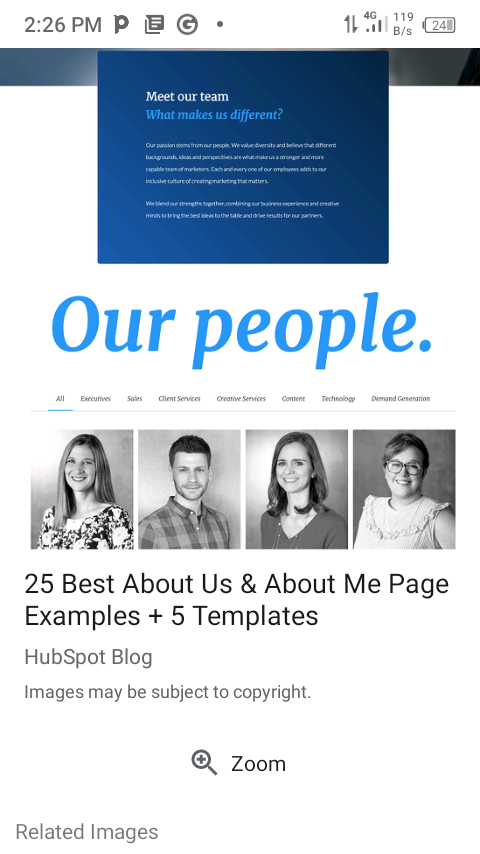 2:26 PM
4G
119
B/s
24
Meet our team
What makes us different?
Our passion stems from our people. We value diversity and believe that different
backgrounds, ideas and perspectives are what make us a stronger and more
capable team of marketers. Each and every one of our employees adds to our
inclusive culture of creating marketing that matters.
We blend our strengths together, combining our business experience and creative
minds to bring the best ideas to the table and drive results for our partners.
Our people.
All Executives Sales Client Services Creative Services Content Technology Demand Generation
25 Best About Us & About Me Page
Examples + 5 Templates
HubSpot Blog
Images may be subject to copyright.
Zoom
Related Images